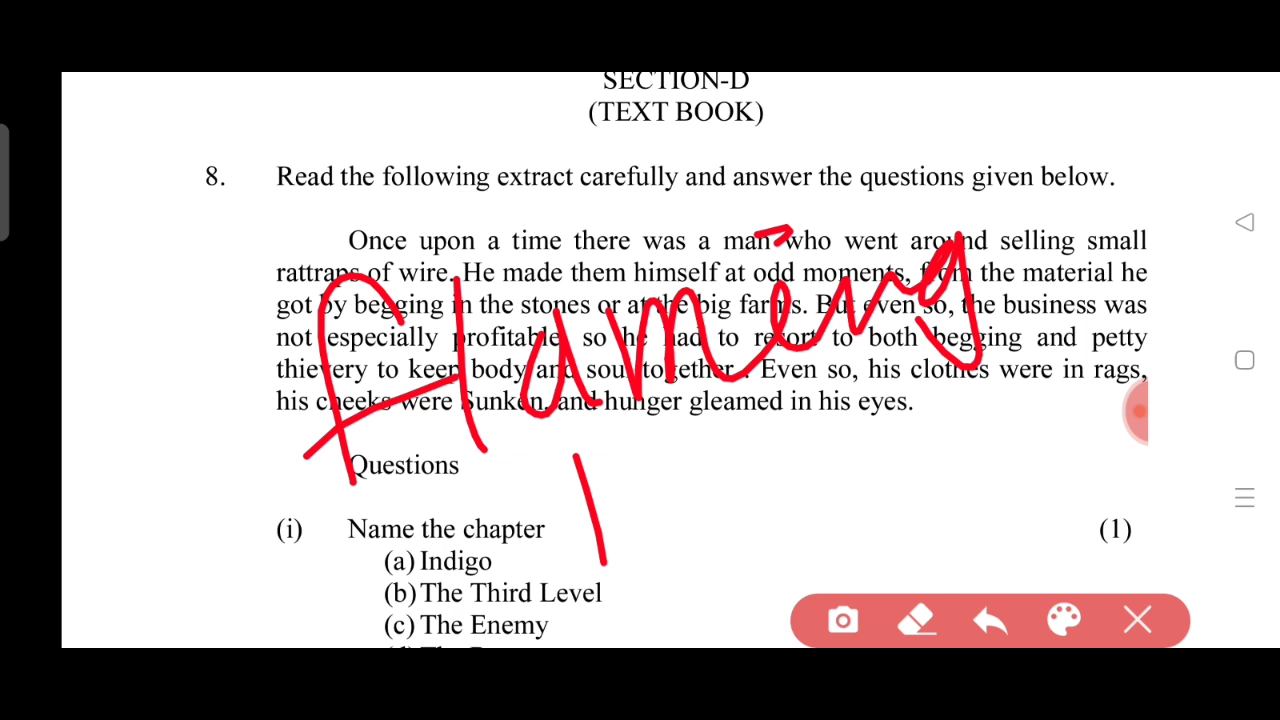 SECTION-D
(TEXT BOOK)
8. Read the following extract carefully and answer the questions given below.
Once upon a time there was a man who went around selling small
rattraps of wire. He made them himself at odd moments, from the material he
got by begging in the stones or at the big farms. But even so, the business was
not especially profitable, so he had to resort to both begging and petty
thievery to keep body and soul together . Even so, his clothes were in rags,
his cheeks were Sunken, and hunger gleamed in his eyes.
Questions
(i) Name the chapter (1)
(a) Indigo
(b) The Third Level
(c) The Enemy